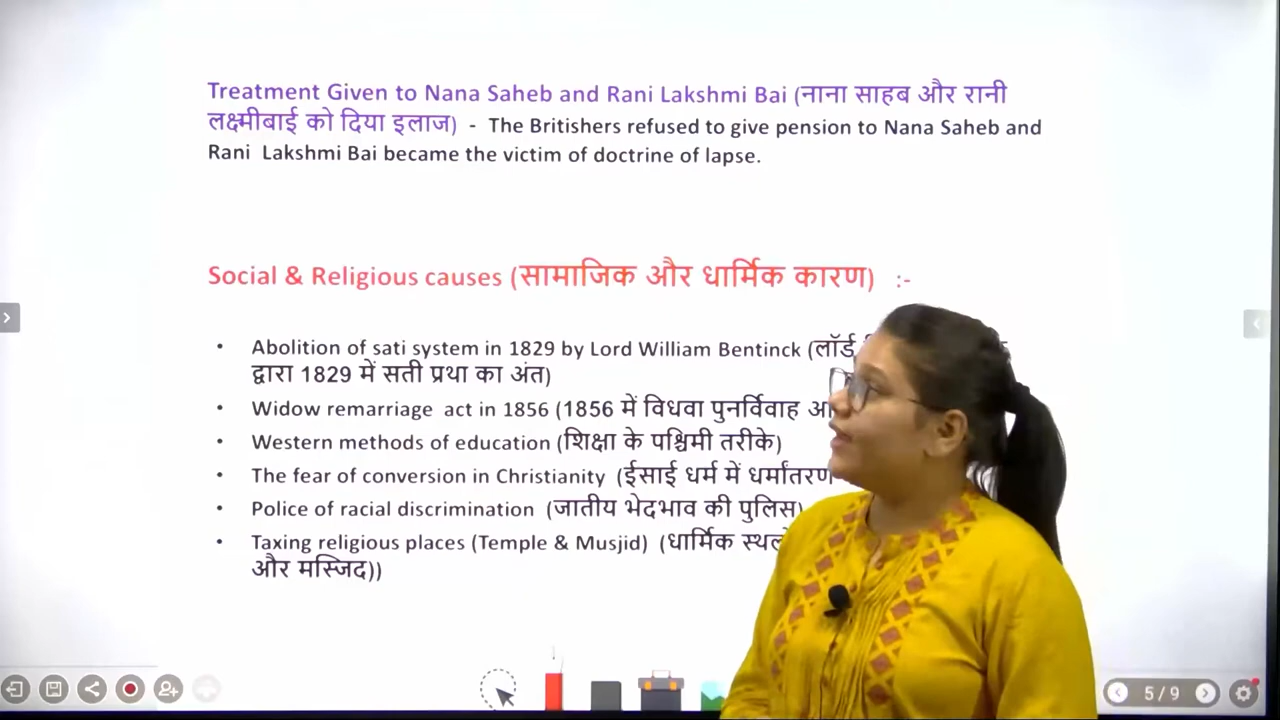 Treatment Given to Nana Saheb and Rani Lakshmi Bai (नाना साहब और रानी
लक्ष्मीबाई को दिया इलाज) - The Britishers refused to give pension to Nana Saheb and
Rani Lakshmi Bai became the victim of doctrine of lapse.
Social & Religious causes (सामाजिक और धार्मिक कारण) :-
• Abolition of sati system in 1829 by Lord William Bentinck (लॉर्ड
द्वारा 1829 में सती प्रथा का अंत)
• Widow remarriage act in 1856 (1856 में विधवा पुनर्विवाह
• Western methods of education (शिक्षा के पश्चिमी तरीके)
• The fear of conversion in Christianity (ईसाई धर्म में धर्मांतरण
• Police of racial discrimination (जातीय भेदभाव की पुलिस)
• Taxing religious places (Temple & Musjid) (धार्मिक
और मस्जिद))
5/9